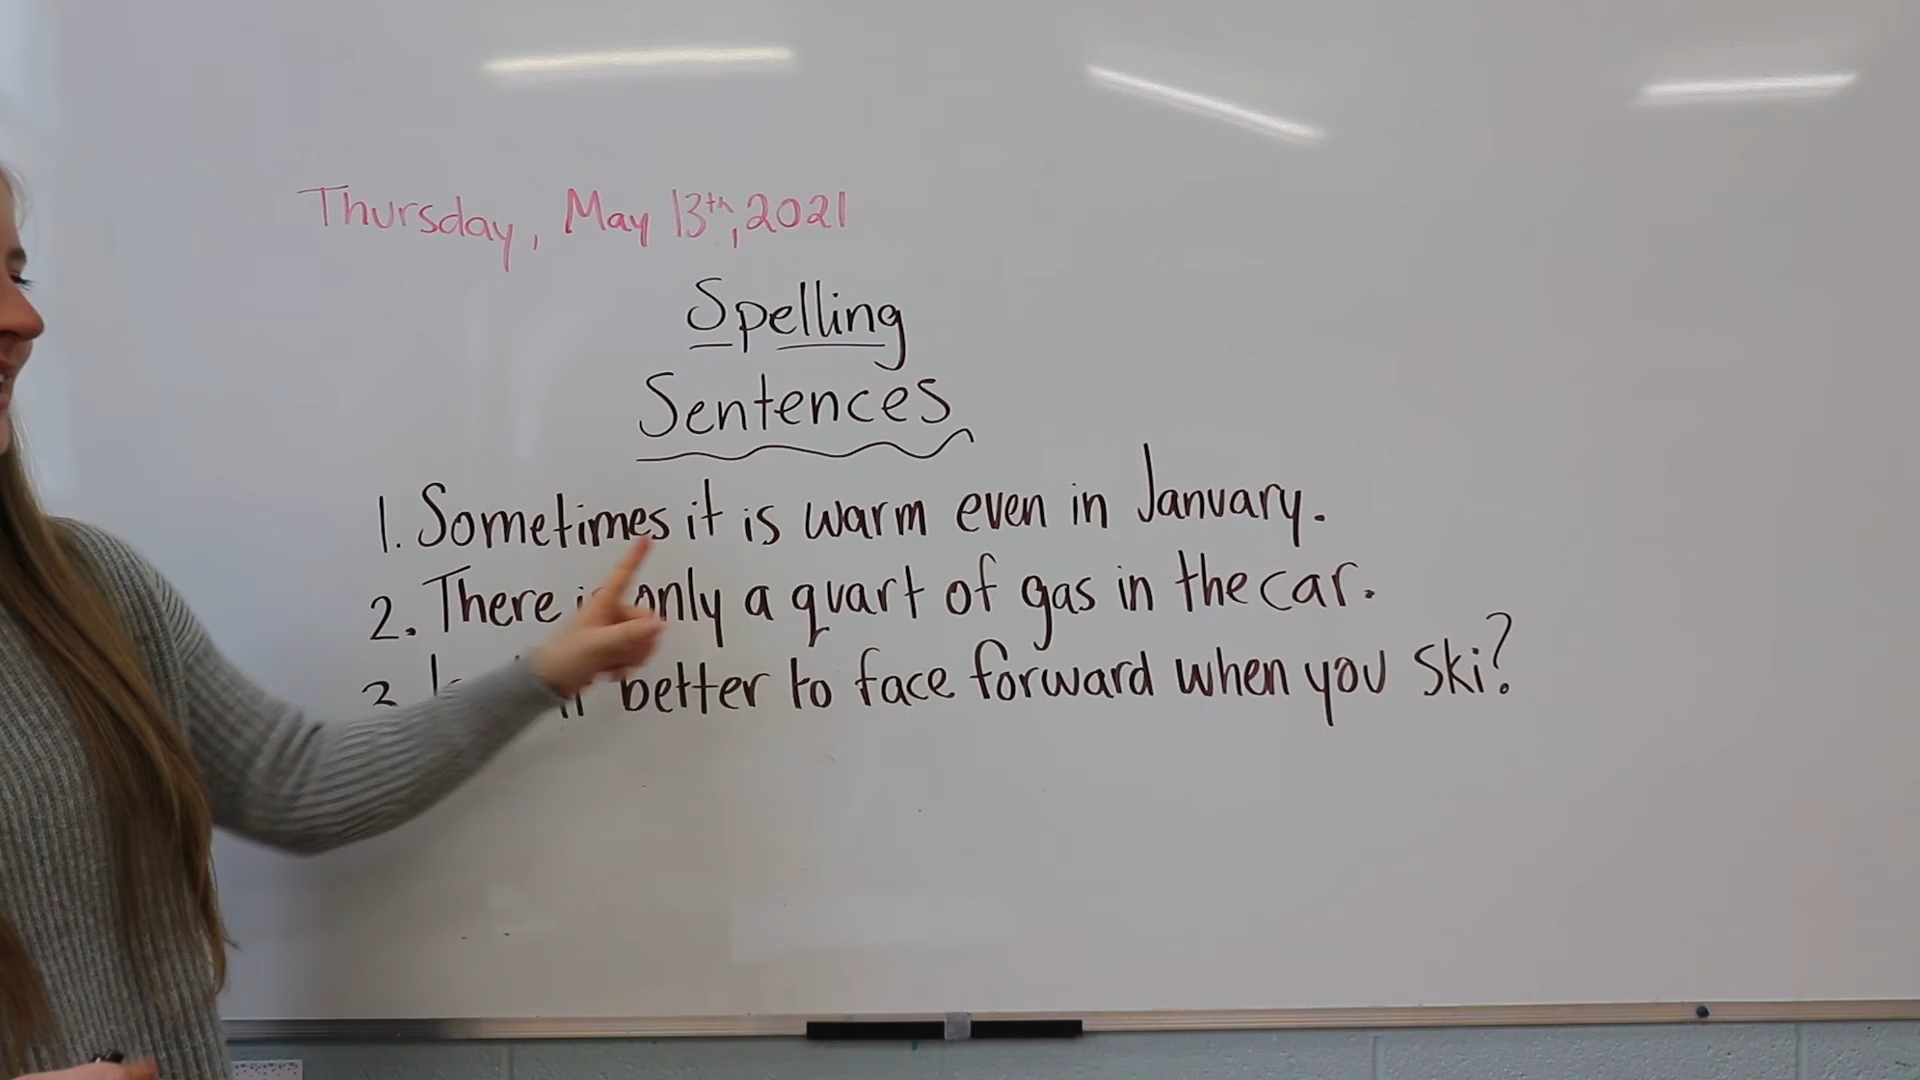 Thursday, May 13th, 2021
Spelling
Sentences
1. Sometimes it is warm even in January.
2. There only a quart of gas in the car.
3. better to face forward when you ski?